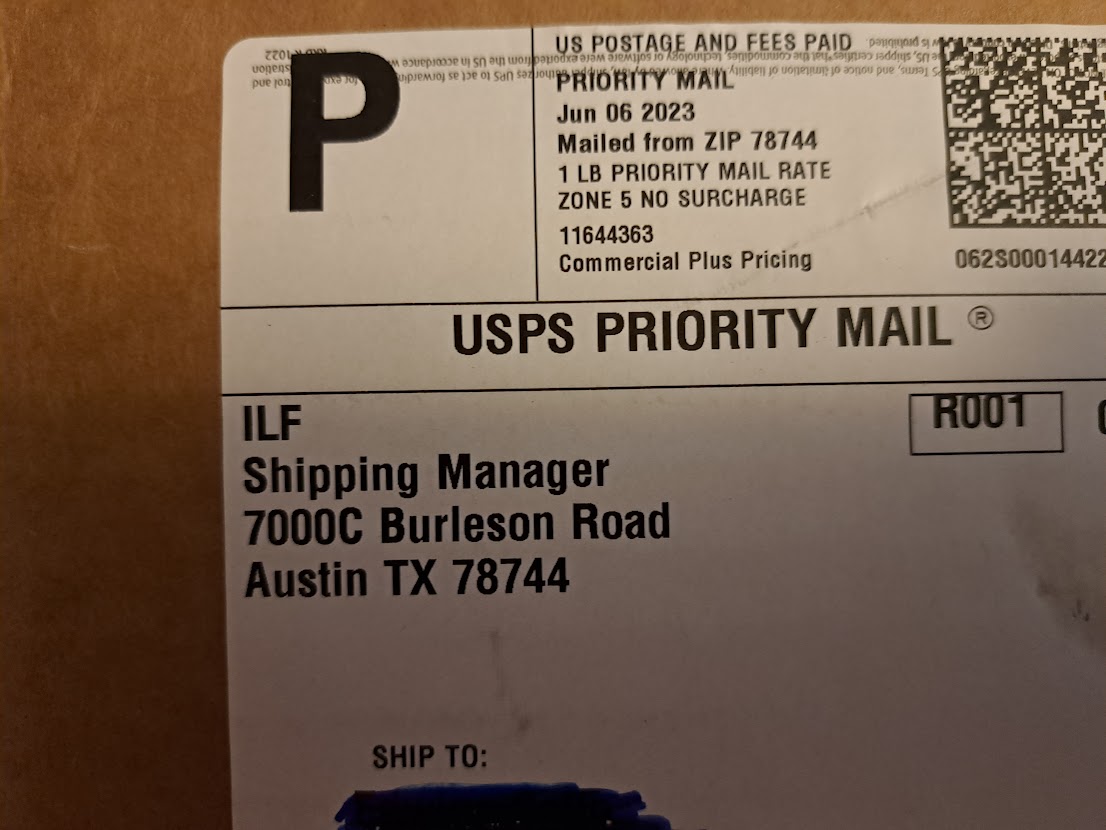 P
US POSTAGE AND FEES PAID
PRIORITY MAIL
Jun 06 2023
Mailed from ZIP 78744
1 LB PRIORITY MAIL RATE
ZONE 5 NO SURCHARGE
11644363
Commercial Plus Pricing
062S00014422
USPS PRIORITY MAIL ®
ILF
Shipping Manager
7000C Burleson Road
Austin TX 78744
R001
SHIP TO: